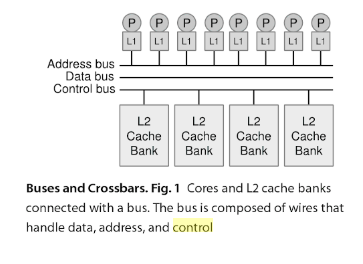 P P P P P P P P
L1 L1 L1 L1 L1 L1 L1 L1
Address bus
Data bus
Control bus
L2 Cache Bank
L2 Cache Bank
L2 Cache Bank
L2 Cache Bank
Buses and Crossbars. Fig. 1 Cores and L2 cache banks
connected with a bus. The bus is composed of wires that
handle data, address, and control